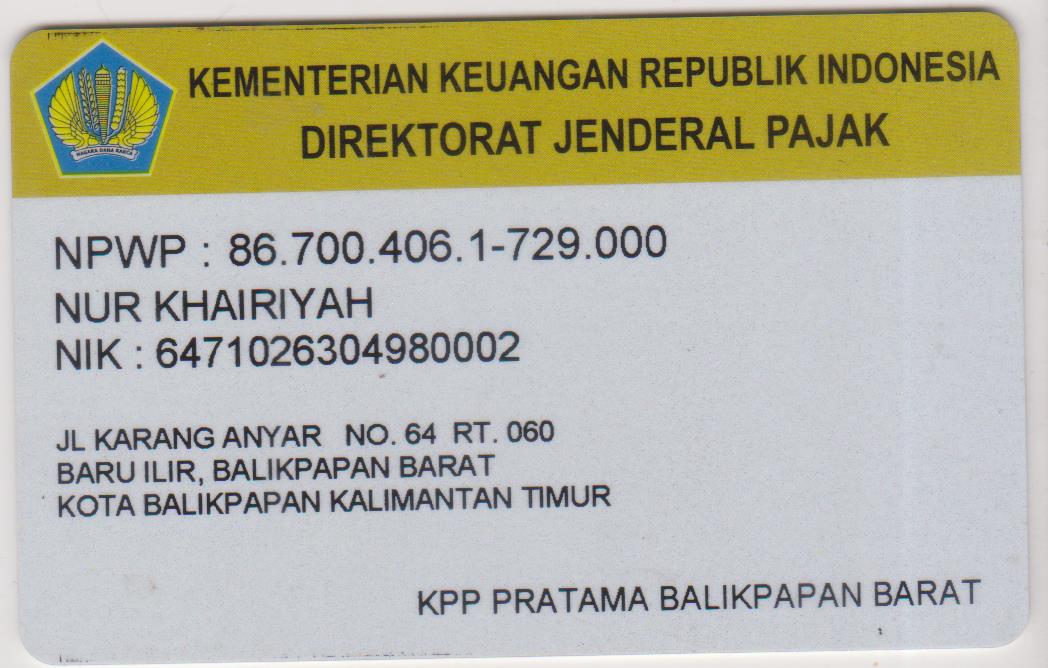 KEMENTERIAN KEUANGAN REPUBLIK INDONESIA
DIREKTORAT JENDERAL PAJAK
NAGARA DANA RAKCA
NPWP : 86.700.406.1-729.000
NUR KHAIRIYAH
NIK : 6471026304980002
JL KARANG ANYAR NO. 64 RT. 060
BARU ILIR, BALIKPAPAN BARAT
KOTA BALIKPAPAN KALIMANTAN TIMUR
KPP PRATAMA BALIKPAPAN BARAT